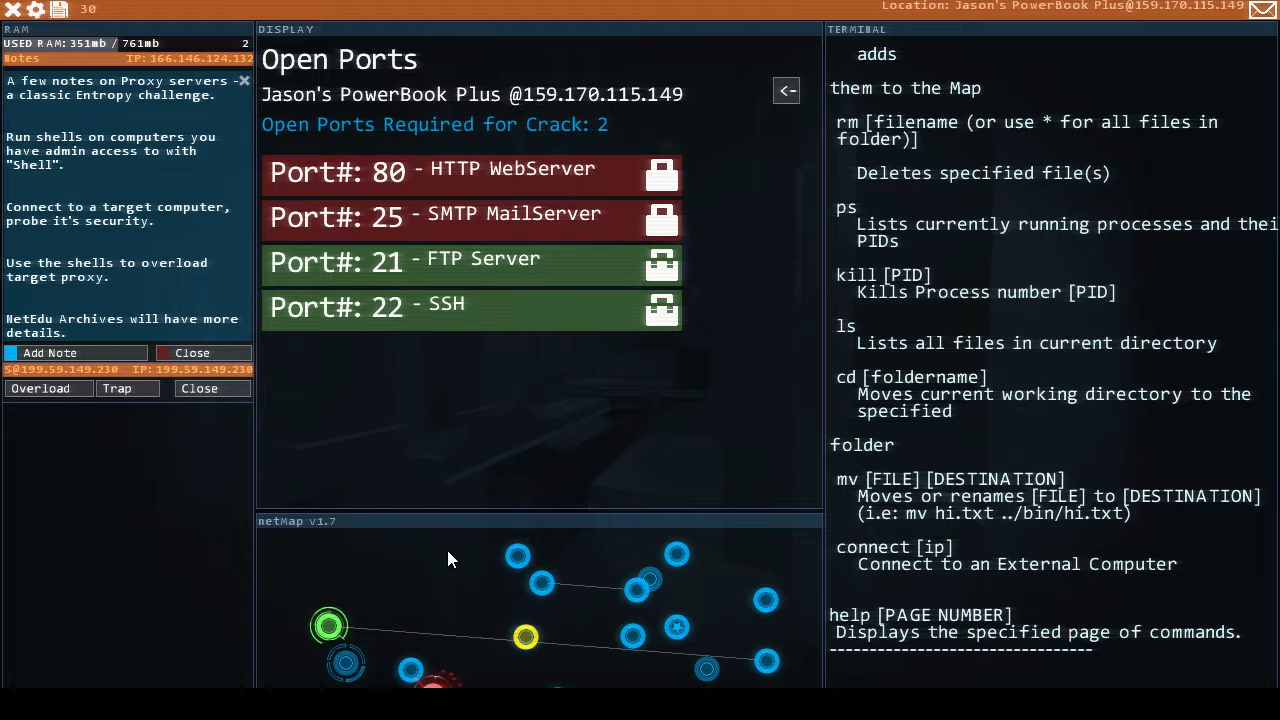 30
Location: Jason's PowerBook Plus@159.170.115.149
RAM
USED RAM: 351mb / 761mb 2
Notes IP: 166.146.124.132
A few notes on Proxy servers -
a classic Entropy challenge.
Run shells on computers you
have admin access to with
"Shell".
Connect to a target computer,
probe it's security.
Use the shells to overload
target proxy.
NetEdu Archives will have more
details.
Add Note Close
S@199.59.149.230 IP: 199.59.149.230
Overload Trap Close
DISPLAY
Open Ports
Jason's PowerBook Plus @159.170.115.149
<-
Open Ports Required for Crack: 2
Port#: 80 - HTTP WebServer
Port#: 25 - SMTP MailServer
Port#: 21 - FTP Server
Port#: 22 - SSH
netMap v1.7
TERMINAL
adds
them to the Map
rm [filename (or use * for all files in
folder)]
Deletes specified file(s)
ps
Lists currently running processes and thei
PIDs
kill [PID]
Kills Process number [PID]
ls
Lists all files in current directory
cd [foldername]
Moves current working directory to the
specified
folder
mv [FILE] [DESTINATION]
Moves or renames [FILE] to [DESTINATION]
(i.e: mv hi.txt ../bin/hi.txt)
connect [ip]
Connect to an External Computer
help [PAGE NUMBER]
Displays the specified page of commands.
---------------------------------